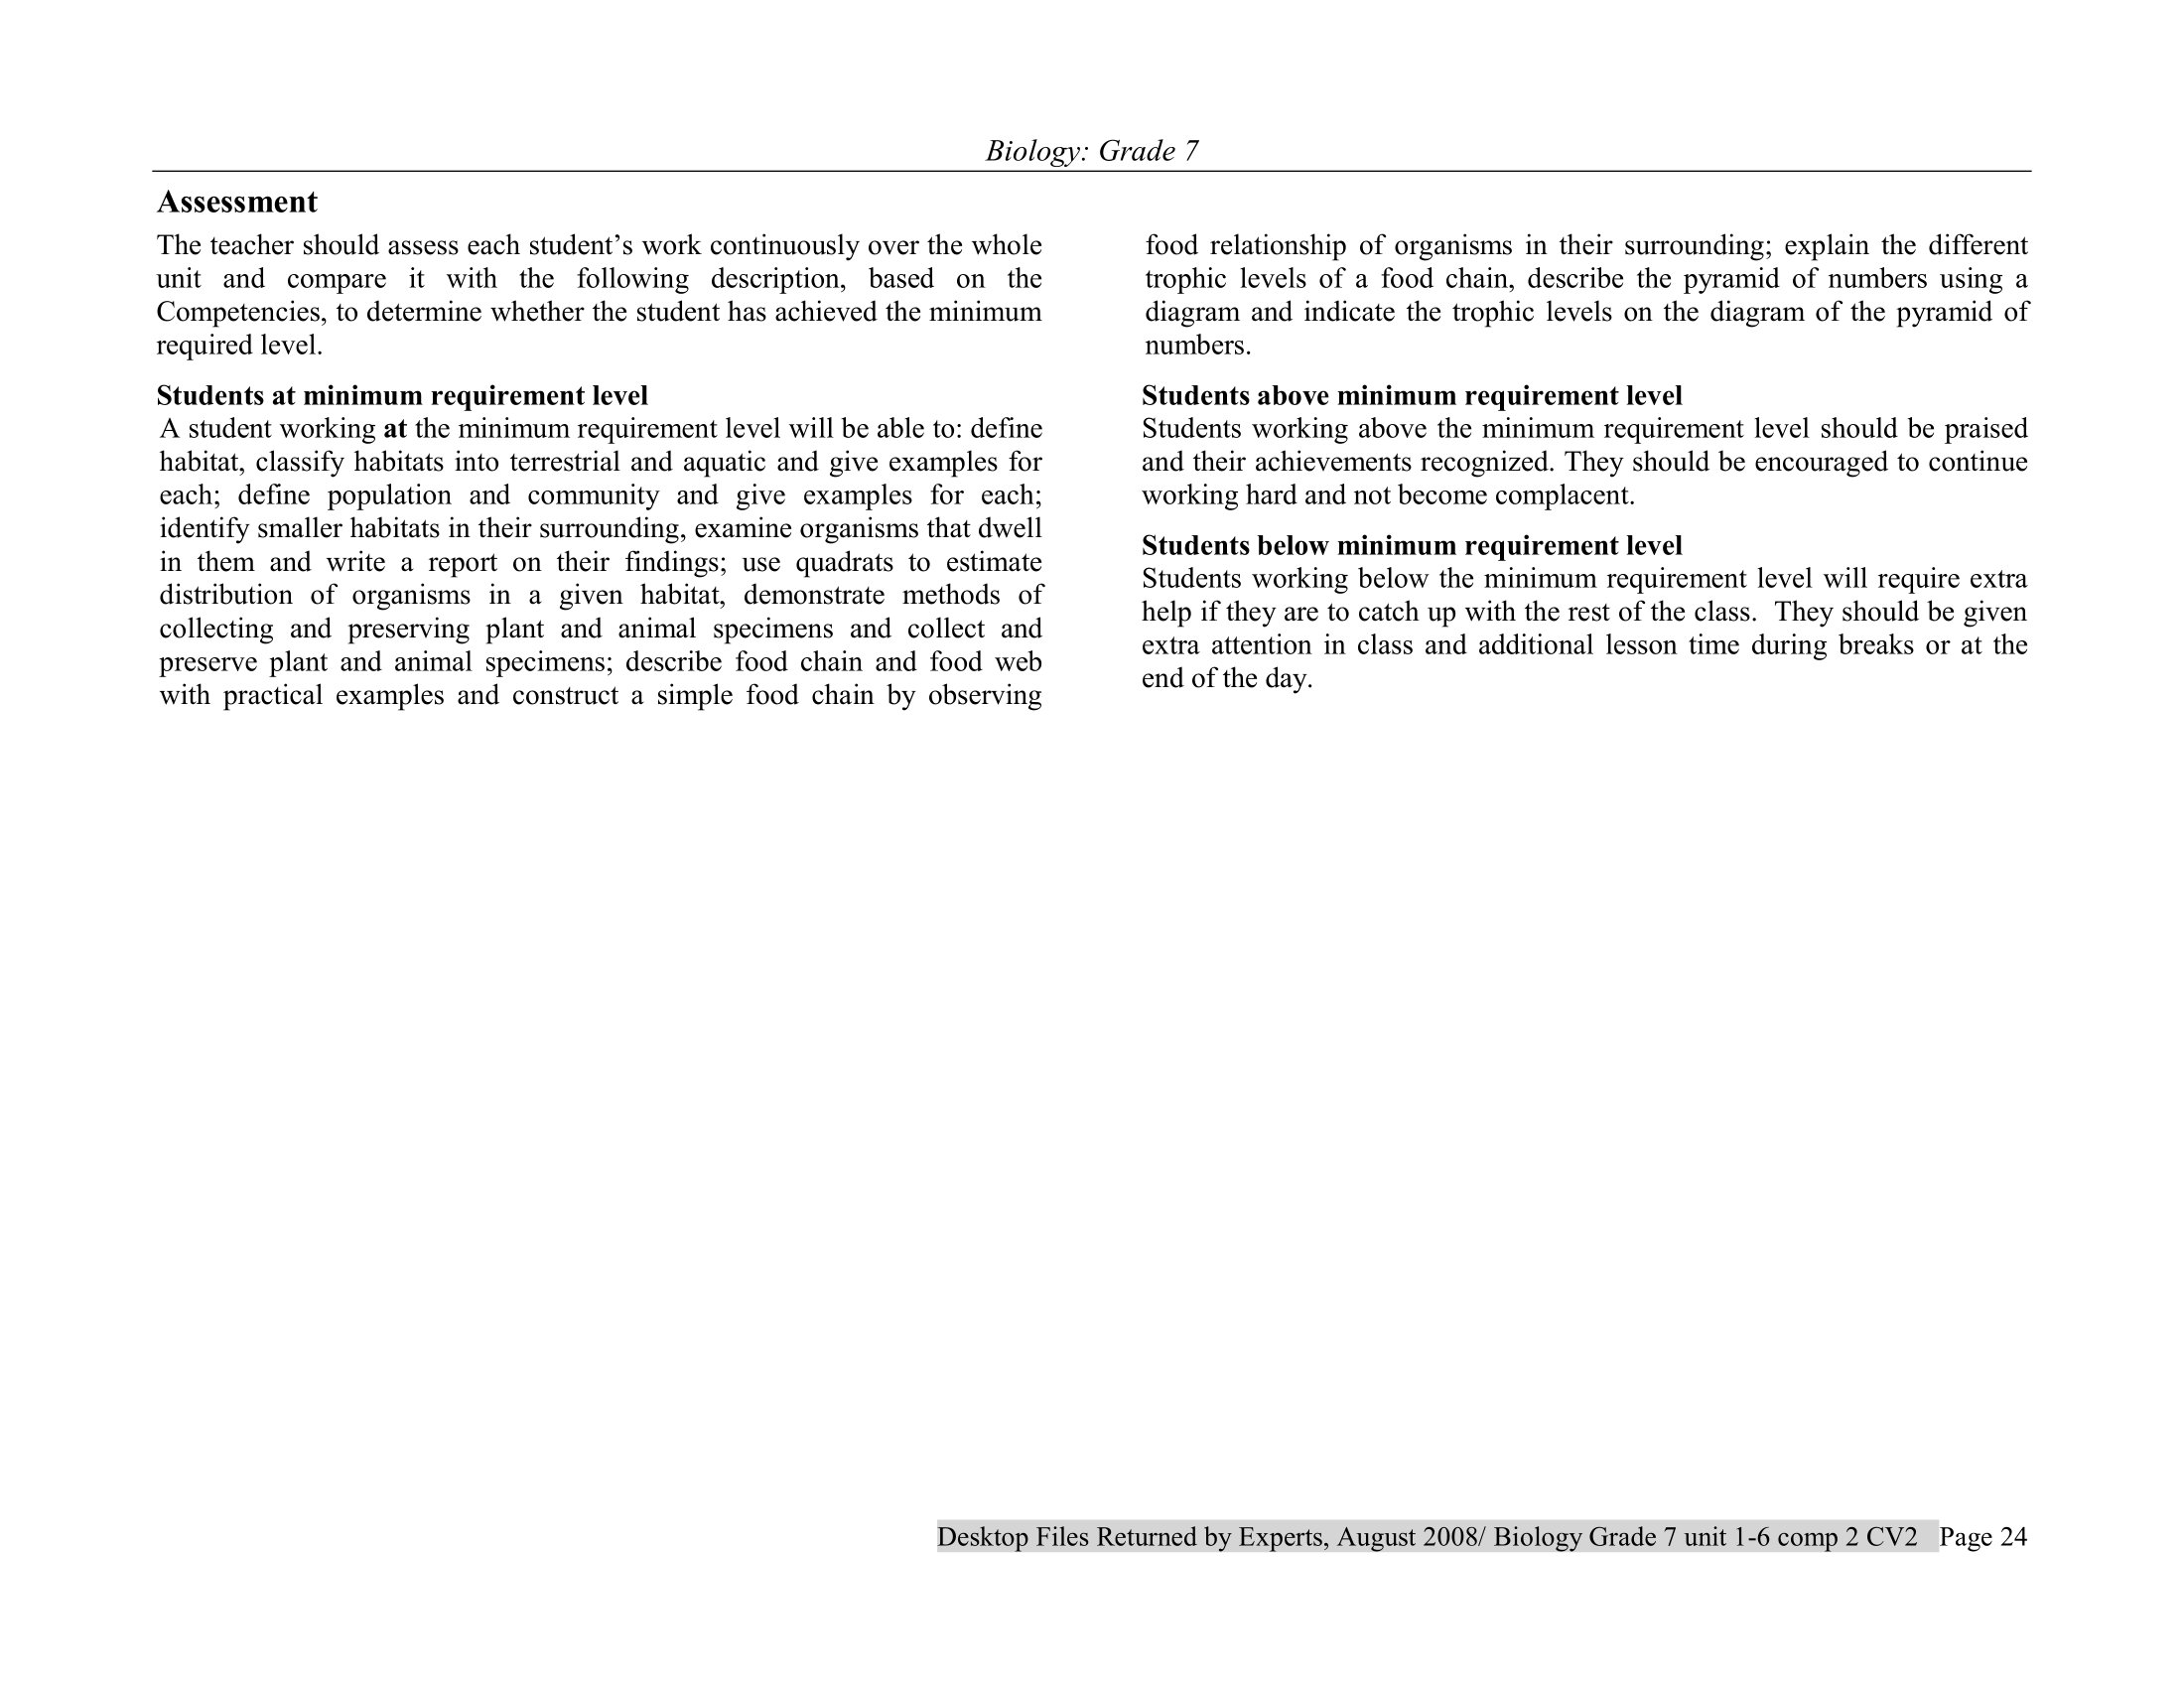 Biology: Grade 7
Assessment
The teacher should assess each student’s work continuously over the whole
unit and compare it with the following description, based on the
Competencies, to determine whether the student has achieved the minimum
required level.
Students at minimum requirement level
A student working at the minimum requirement level will be able to: define
habitat, classify habitats into terrestrial and aquatic and give examples for
each; define population and community and give examples for each;
identify smaller habitats in their surrounding, examine organisms that dwell
in them and write a report on their findings; use quadrats to estimate
distribution of organisms in a given habitat, demonstrate methods of
collecting and preserving plant and animal specimens and collect and
preserve plant and animal specimens; describe food chain and food web
with practical examples and construct a simple food chain by observing
food relationship of organisms in their surrounding; explain the different
trophic levels of a food chain, describe the pyramid of numbers using a
diagram and indicate the trophic levels on the diagram of the pyramid of
numbers.
Students above minimum requirement level
Students working above the minimum requirement level should be praised
and their achievements recognized. They should be encouraged to continue
working hard and not become complacent.
Students below minimum requirement level
Students working below the minimum requirement level will require extra
help if they are to catch up with the rest of the class. They should be given
extra attention in class and additional lesson time during breaks or at the
end of the day.
Desktop Files Returned by Experts, August 2008/ Biology Grade 7 unit 1-6 comp 2 CV2 Page 24